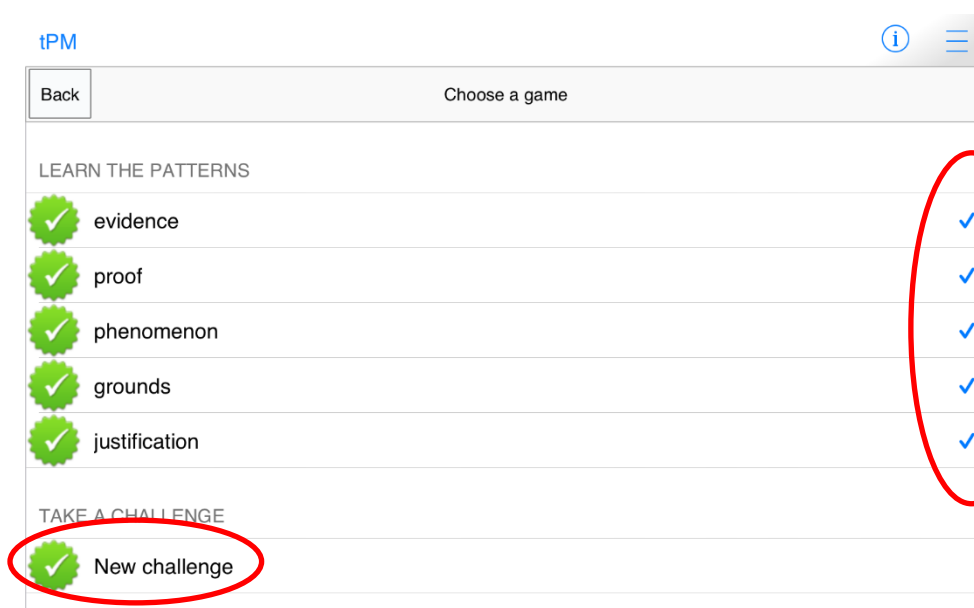 tPM
i
Back
Choose a game
LEARN THE PATTERNS
evidence
proof
phenomenon
grounds
justification
TAKE A CHALLENGE
New challenge